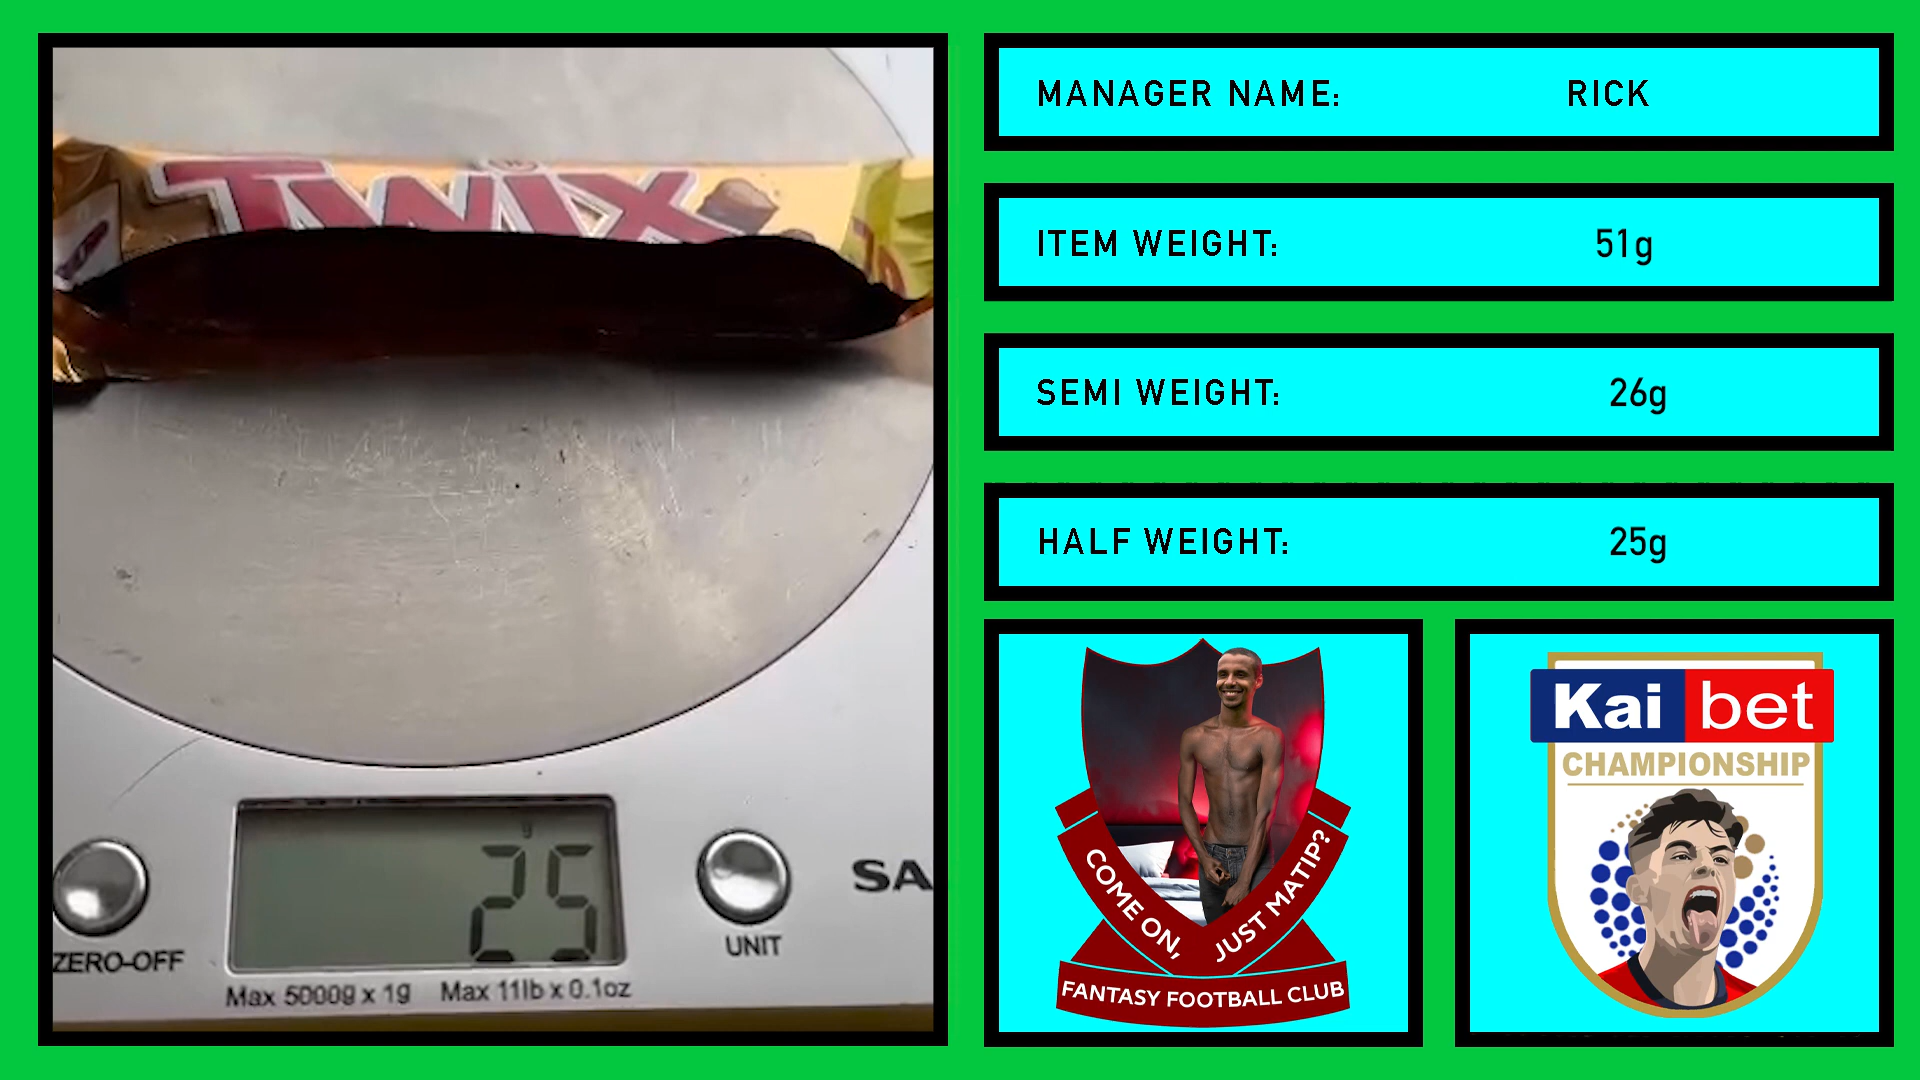 TWIX
g
25
ZERO-OFF
UNIT
SA
Max 5000g x 1g
Max 11lb x 0.1oz
MANAGER NAME:
RICK
ITEM WEIGHT:
51g
SEMI WEIGHT:
26g
HALF WEIGHT:
25g
COME ON,
JUST MATIP?
FANTASY FOOTBALL CLUB
Kai bet
CHAMPIONSHIP